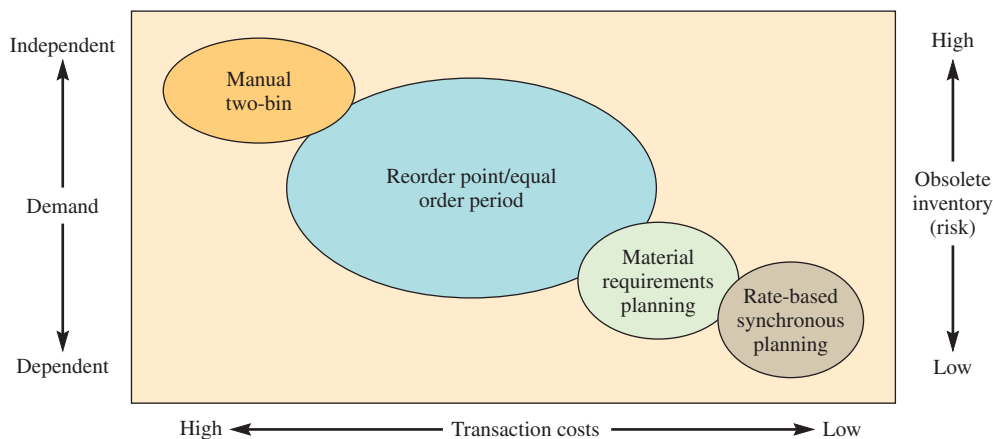 Independent
Demand
Dependent
Manual
two-bin
Reorder point/equal
order period
Material
requirements
planning
Rate-based
synchronous
planning
High
Obsolete
inventory
(risk)
Low
High
Transaction costs
Low